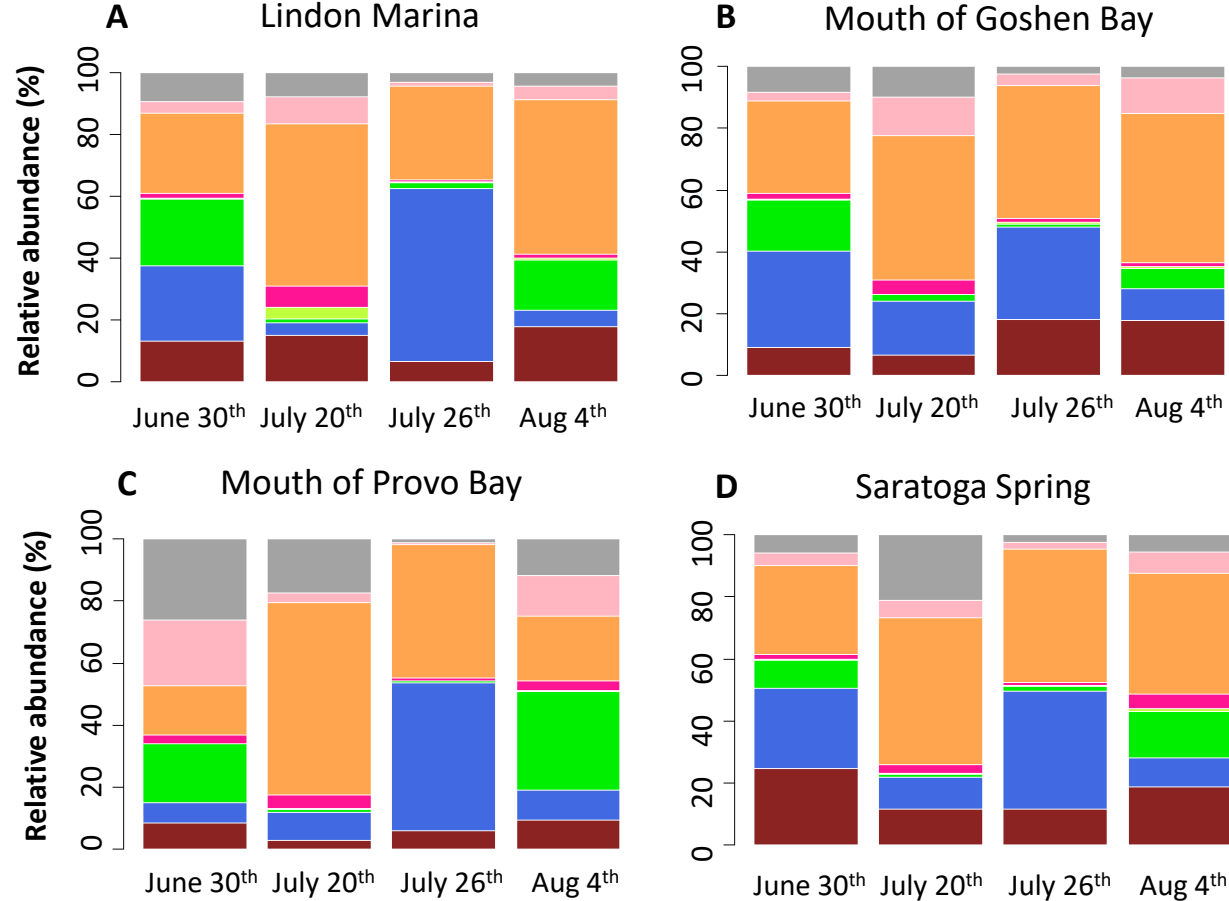 A Lindon Marina
Relative abundance (%)
0 20 40 60 80 100
June 30th July 20th July 26th Aug 4th
B Mouth of Goshen Bay
0 20 40 60 80 100
June 30th July 20th July 26th Aug 4th
C Mouth of Provo Bay
Relative abundance (%)
0 20 40 60 80 100
June 30th July 20th July 26th Aug 4th
D Saratoga Spring
0 20 40 60 80 100
June 30th July 20th July 26th Aug 4th